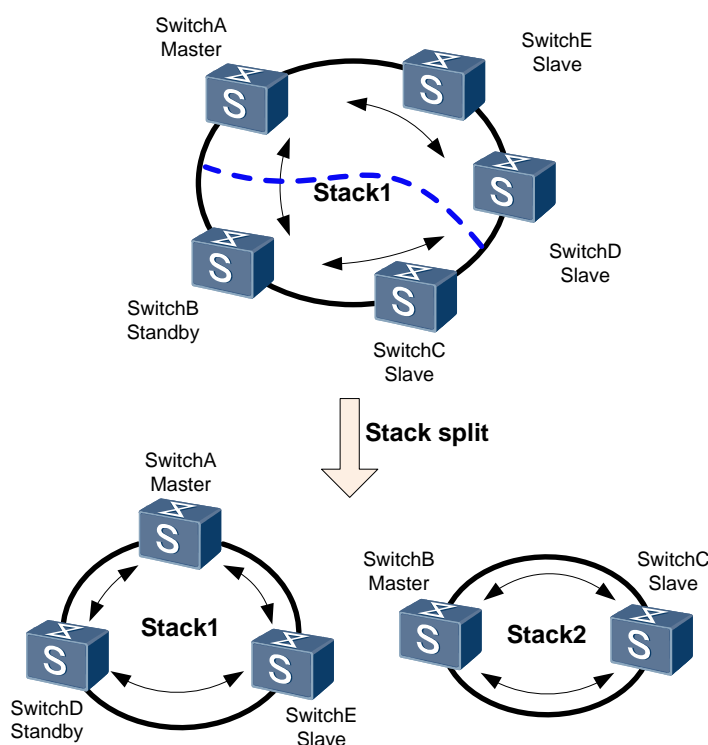 SwitchA
Master
S
SwitchE
Slave
S
S
Stack1
SwitchD
Slave
S
SwitchB
Standby
S
SwitchC
Slave
Stack split
SwitchA
Master
S
Stack1
S
SwitchD
Standby
S
SwitchE
Slave
SwitchB
Master
S
Stack2
SwitchC
Slave
S